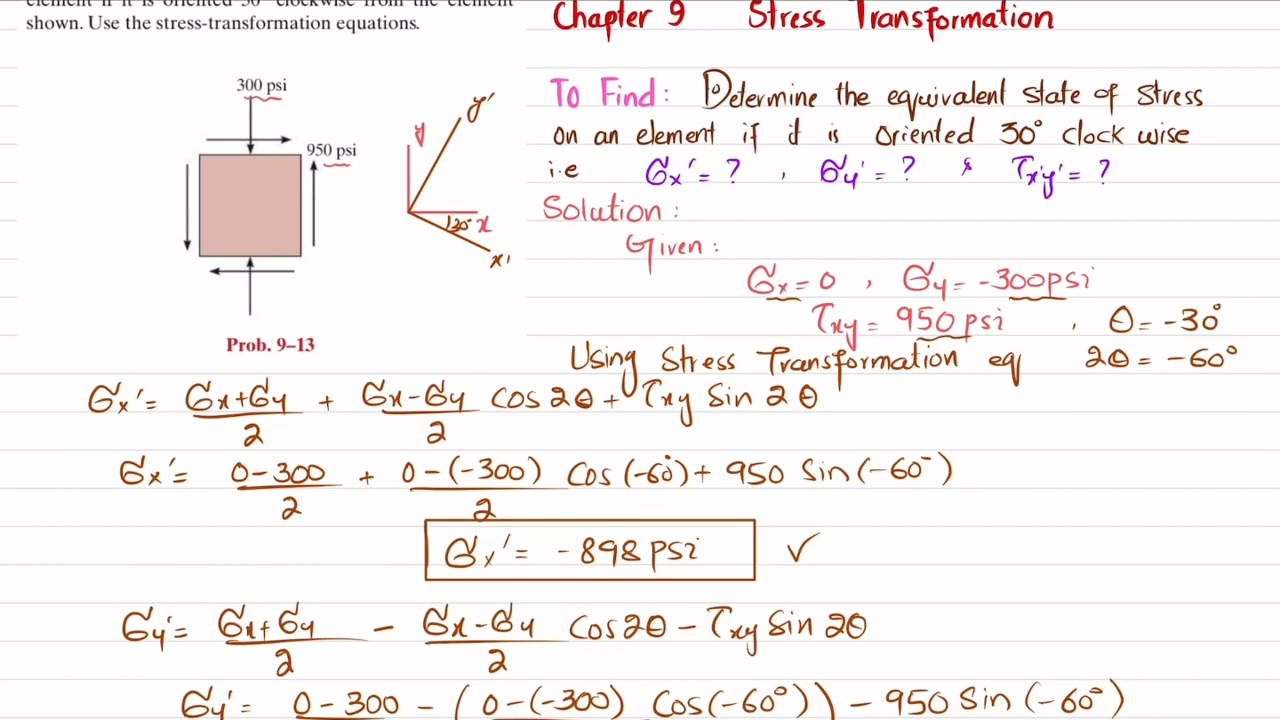 element if it is oriented 30° clockwise from the element
shown. Use the stress-transformation equations.
300 psi
950 psi
Prob. 9–13
y
y'
30°
x
x'
Chapter 9 Stress Transformation
To Find: Determine the equivalent state of stress
on an element if it is oriented 30° clock wise
i.e σx' = ? , σy' = ? & τx'y' = ?
Solution:
Given:
σx = 0 , σy = -300psi
τxy = 950 psi , θ = -30°
Using Stress Transformation eq 2θ = -60°
σx' = σx+σy/2 + σx-σy/2 cos 2θ + τxy Sin 2θ
σx' = 0-300/2 + 0-(-300)/2 Cos(-60°) + 950 Sin(-60°)
σx' = -898 psi ✓
σy' = σx+σy/2 - σx-σy/2 cos2θ - τxy Sin 2θ
σy' = 0-300 - (0-(-300) Cos(-60°)) - 950 Sin(-60°)